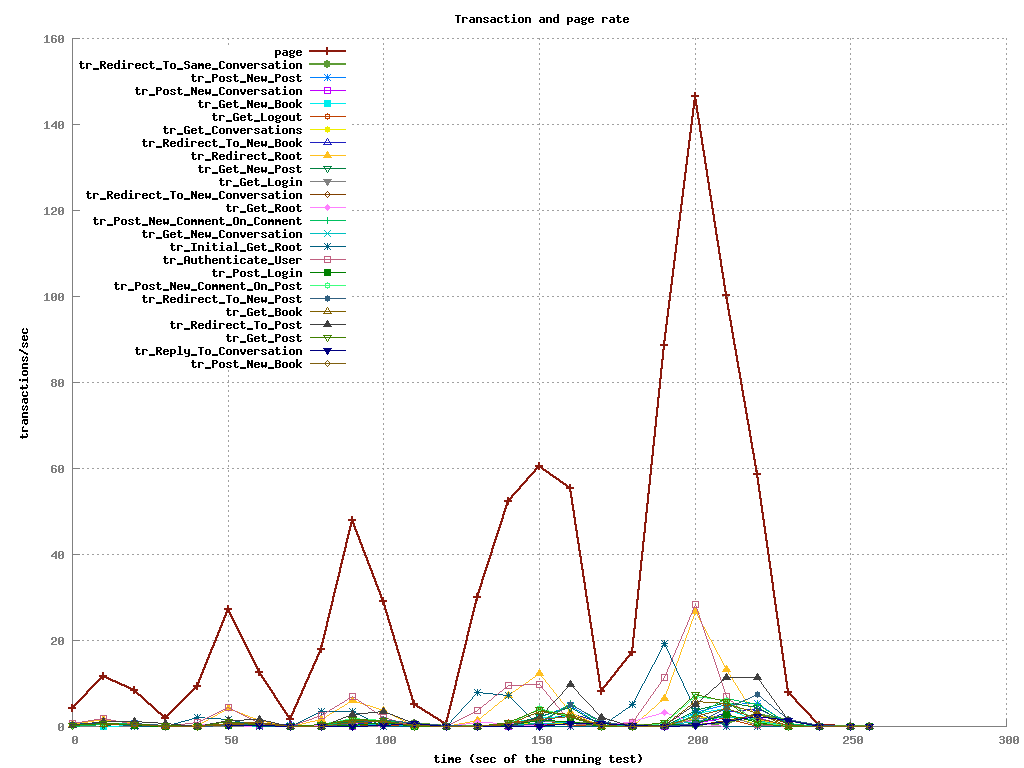 Transaction and page rate
160
140
120
100
80
60
40
20
0
transactions/sec
page
tr_Redirect_To_Same_Conversation
tr_Post_New_Post
tr_Post_New_Conversation
tr_Get_New_Book
tr_Get_Logout
tr_Get_Conversations
tr_Redirect_To_New_Book
tr_Redirect_Root
tr_Get_New_Post
tr_Get_Login
tr_Redirect_To_New_Conversation
tr_Get_Root
tr_Post_New_Comment_On_Comment
tr_Get_New_Conversation
tr_Initial_Get_Root
tr_Authenticate_User
tr_Post_Login
tr_Post_New_Comment_On_Post
tr_Redirect_To_New_Post
tr_Get_Book
tr_Redirect_To_Post
tr_Get_Post
tr_Reply_To_Conversation
tr_Post_New_Book
0 50 100 150 200 250 300
time (sec of the running test)